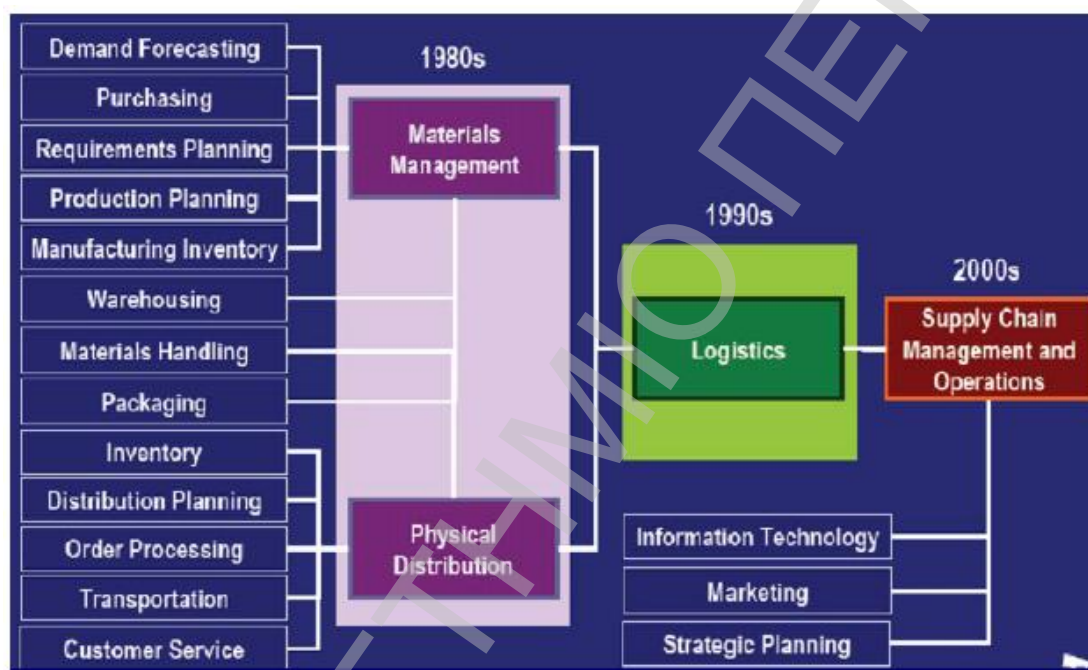 Demand Forecasting
Purchasing
Requirements Planning
Production Planning
Manufacturing Inventory
Warehousing
Materials Handling
Packaging
Inventory
Distribution Planning
Order Processing
Transportation
Customer Service
1980s
Materials
Management
Physical
Distribution
1990s
Logistics
2000s
Supply Chain
Management and
Operations
Information Technology
Marketing
Strategic Planning